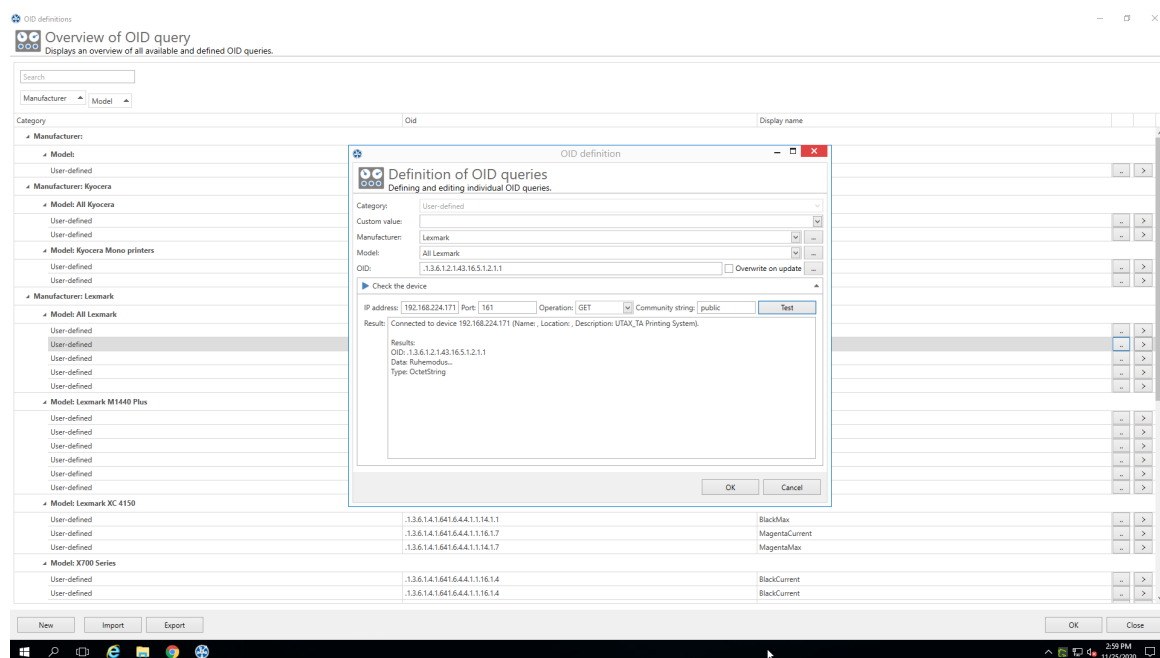 OID definitions
Overview of OID query
Displays an overview of all available and defined OID queries.
Search
Manufacturer Model
Category Oid Display name
Manufacturer:
Model:
User-defined .. >
Manufacturer: Kyocera
Model: All Kyocera
User-defined .. >
User-defined .. >
Model: Kyocera Mono printers
User-defined .. >
User-defined .. >
Manufacturer: Lexmark
Model: All Lexmark
User-defined .. >
User-defined .. >
User-defined .. >
User-defined .. >
User-defined .. >
Model: Lexmark M1440 Plus
User-defined .. >
User-defined .. >
User-defined .. >
User-defined .. >
User-defined .. >
User-defined .. >
Model: Lexmark XC 4150
User-defined .1.3.6.1.4.1.641.6.4.4.1.1.14.1.1 BlackMax .. >
User-defined .1.3.6.1.4.1.641.6.4.4.1.1.16.1.7 MagentaCurrent .. >
User-defined .1.3.6.1.4.1.641.6.4.4.1.1.14.1.7 MagentaMax .. >
Model: X700 Series
User-defined .1.3.6.1.4.1.641.6.4.4.1.1.16.1.4 BlackCurrent .. >
User-defined .1.3.6.1.4.1.641.6.4.4.1.1.16.1.4 BlackCurrent .. >
OID definition
Definition of OID queries
Defining and editing individual OID queries.
Category: User-defined
Custom value:
Manufacturer: Lexmark ...
Model: All Lexmark ...
OID: .1.3.6.1.2.1.43.16.5.1.2.1.1 Overwrite on update ...
Check the device
IP address: 192.168.224.171 Port: 161 Operation: GET Community string: public Test
Result: Connected to device 192.168.224.171 (Name: , Location: , Description: UTAX_TA Printing System).
Results:
OID: .1.3.6.1.2.1.43.16.5.1.2.1.1
Data: Ruhemodus...
Type: OctetString
OK Cancel
New Import Export OK Close
2:59 PM
11/25/2020